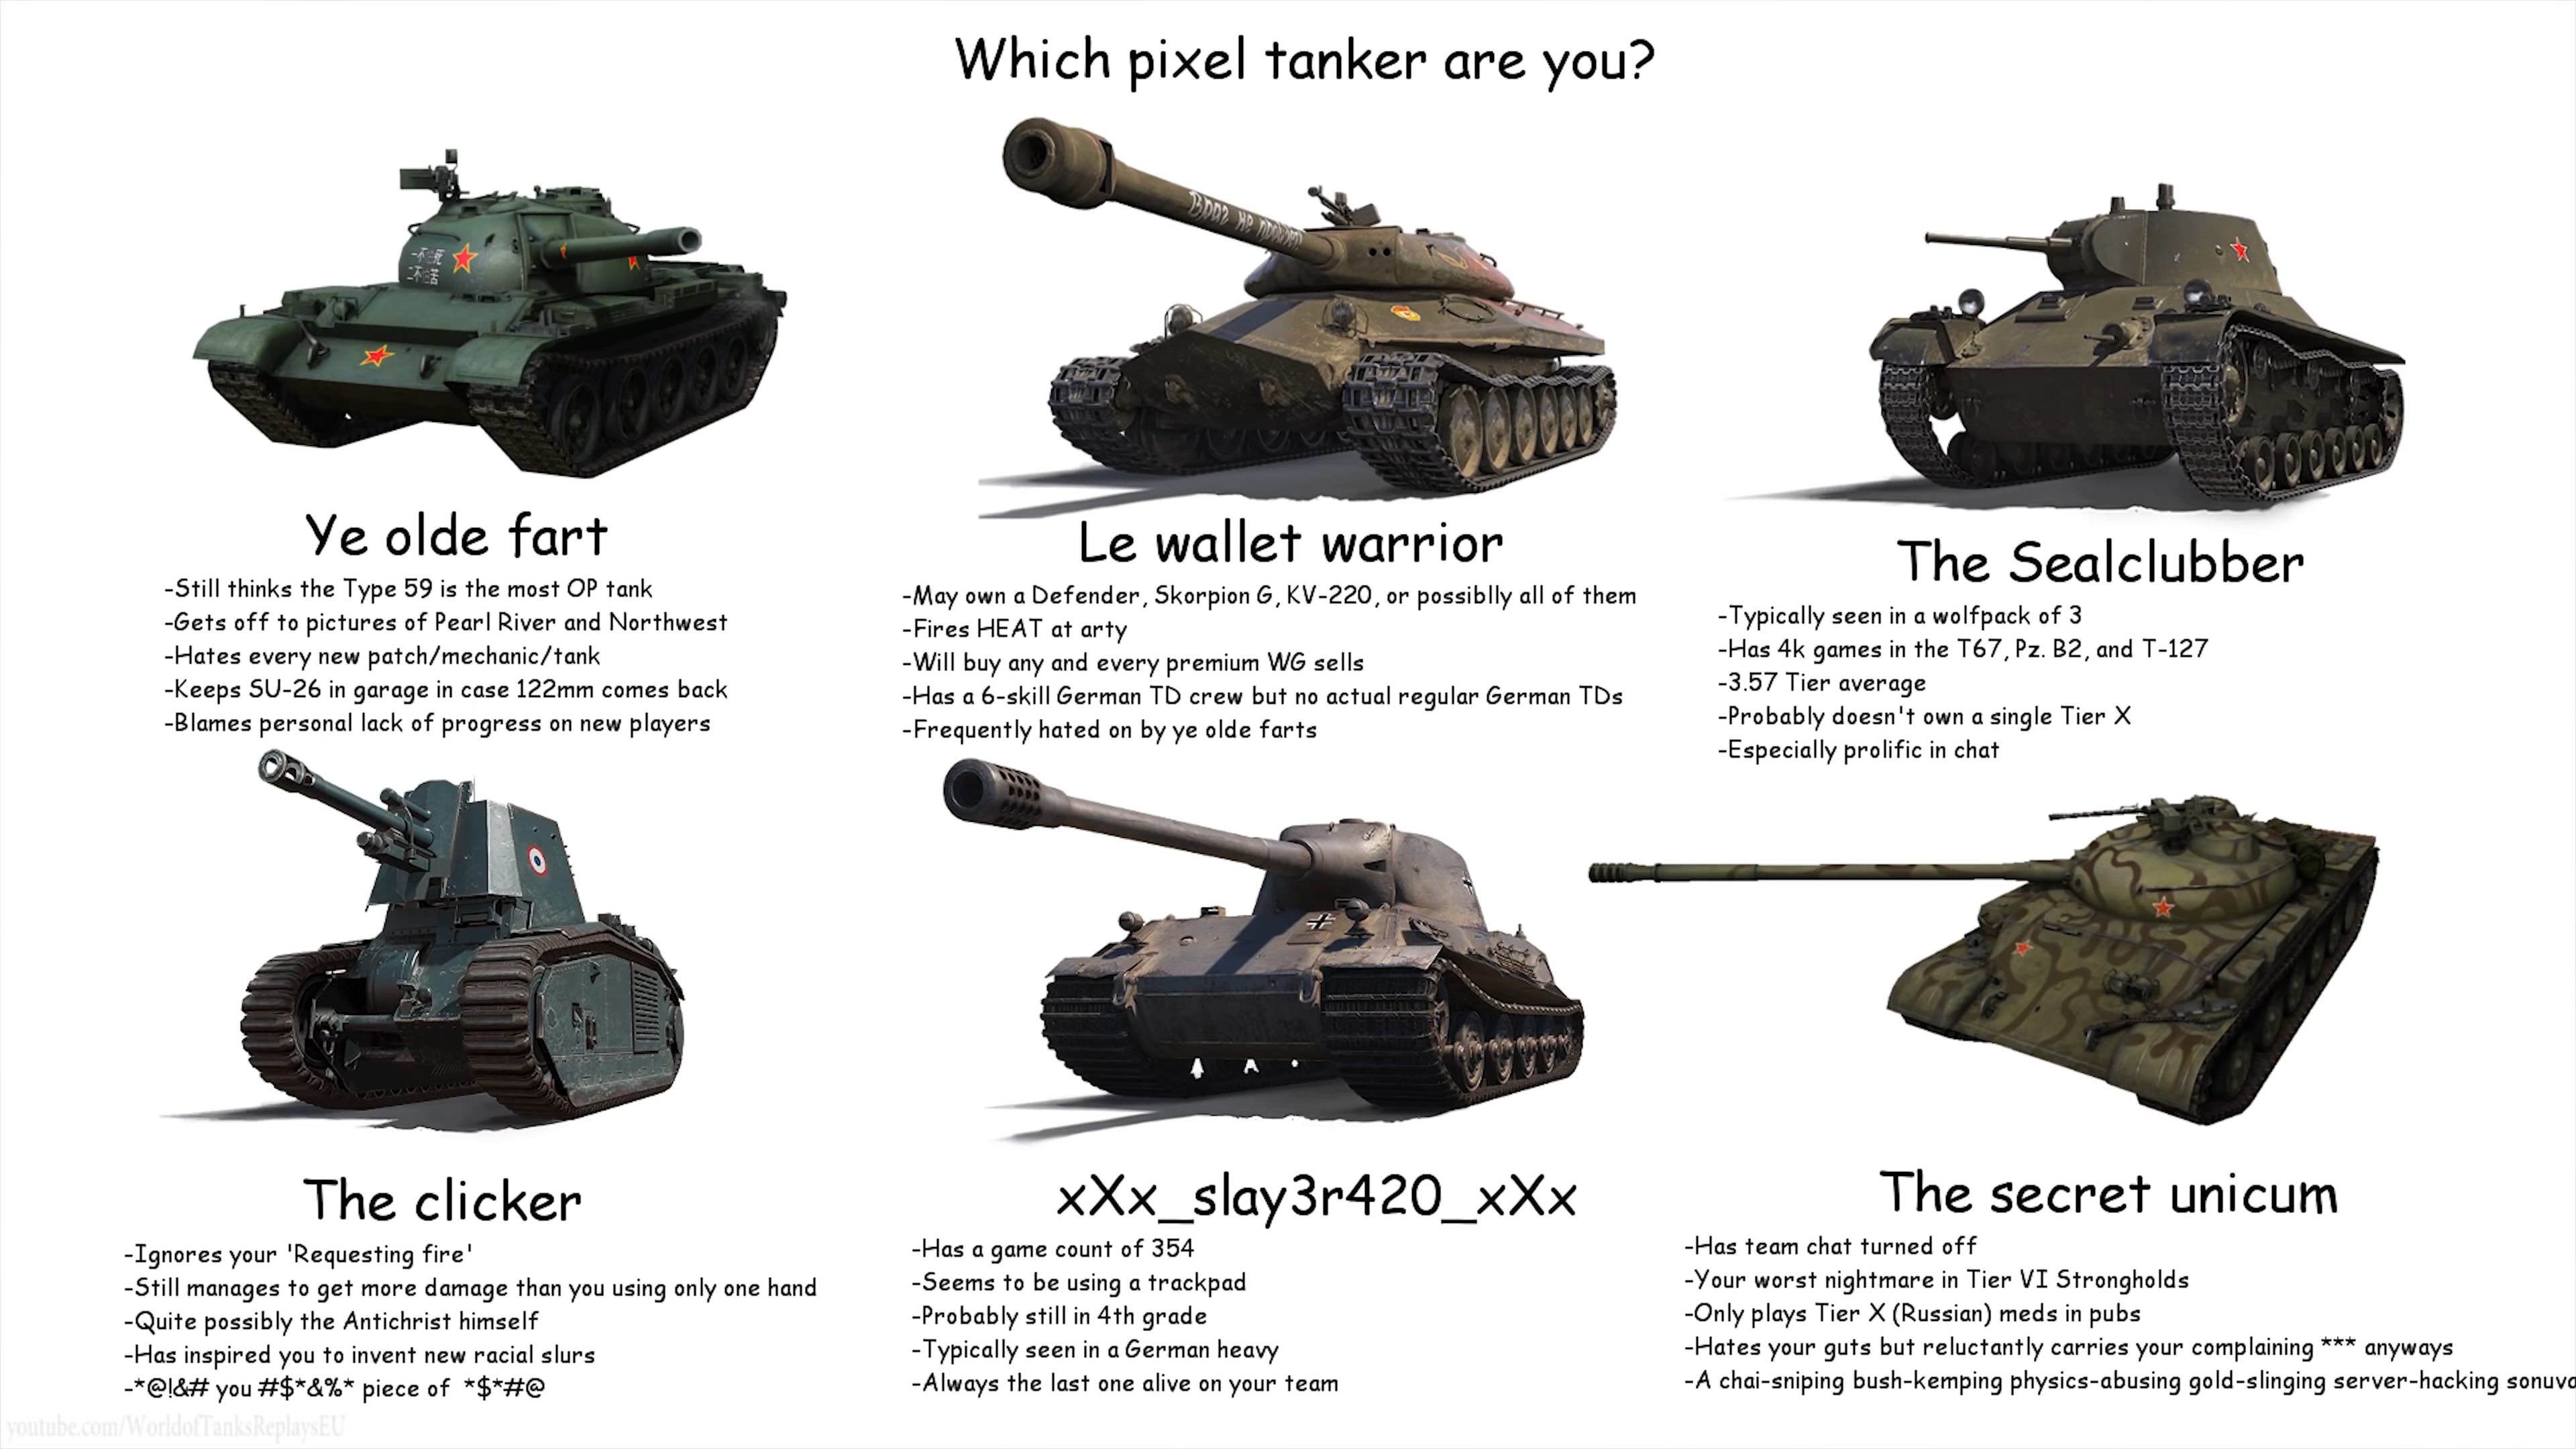 Which pixel tanker are you?
Ye olde fart
-Still thinks the Type 59 is the most OP tank
-Gets off to pictures of Pearl River and Northwest
-Hates every new patch/mechanic/tank
-Keeps SU-26 in garage in case 122mm comes back
-Blames personal lack of progress on new players
Le wallet warrior
-May own a Defender, Skorpion G, KV-220, or possiblly all of them
-Fires HEAT at arty
-Will buy any and every premium WG sells
-Has a 6-skill German TD crew but no actual regular German TDs
-Frequently hated on by ye olde farts
The Sealclubber
-Typically seen in a wolfpack of 3
-Has 4k games in the T67, Pz. B2, and T-127
-3.57 Tier average
-Probably doesn't own a single Tier X
-Especially prolific in chat
The clicker
-Ignores your 'Requesting fire'
-Still manages to get more damage than you using only one hand
-Quite possibly the Antichrist himself
-Has inspired you to invent new racial slurs
-*@!&# you #$*&%* piece of *$*#@
xXx_slay3r420_xXx
-Has a game count of 354
-Seems to be using a trackpad
-Probably still in 4th grade
-Typically seen in a German heavy
-Always the last one alive on your team
The secret unicum
-Has team chat turned off
-Your worst nightmare in Tier VI Strongholds
-Only plays Tier X (Russian) meds in pubs
-Hates your guts but reluctantly carries your complaining *** anyways
-A chai-sniping bush-kemping physics-abusing gold-slinging server-hacking
youtube.com/WorldofTanksReplaysEU